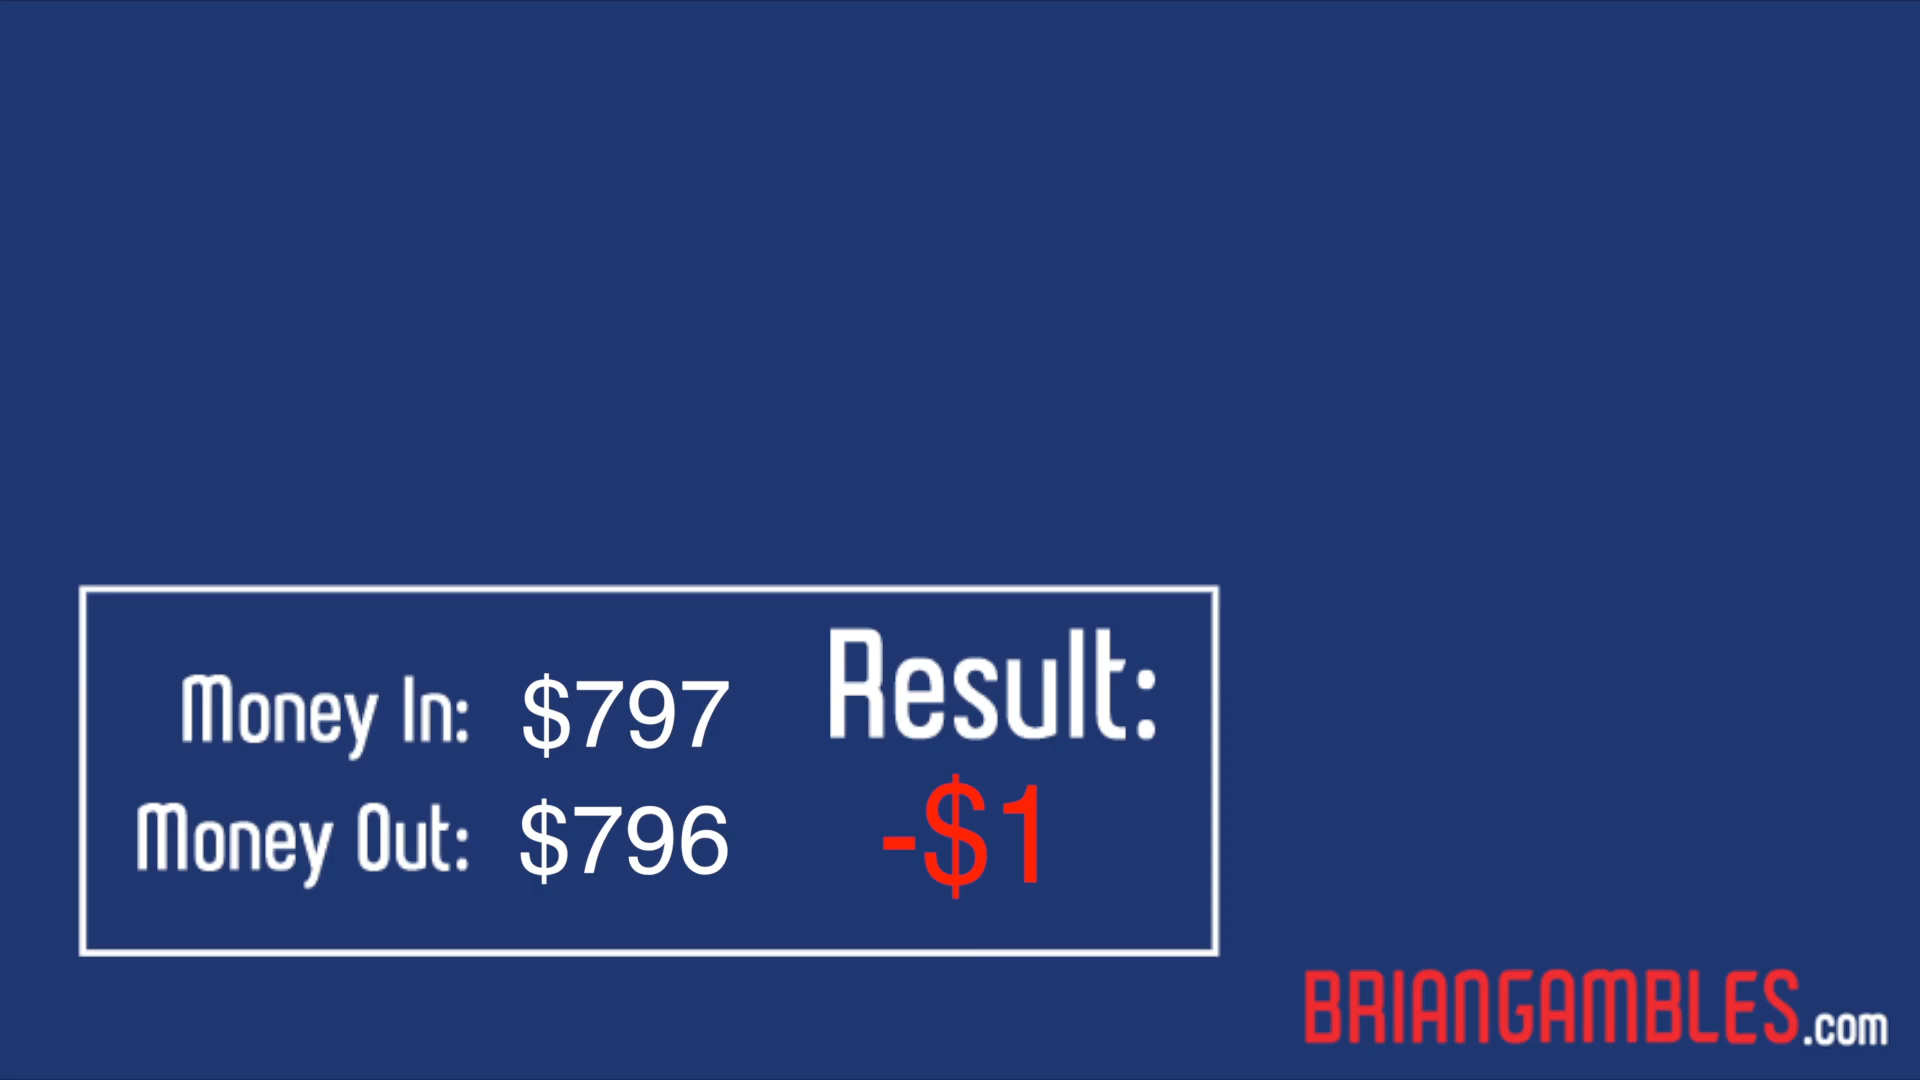 Money In: $797
Money Out: $796
Result:
-$1
BRIANGAMBLES.com